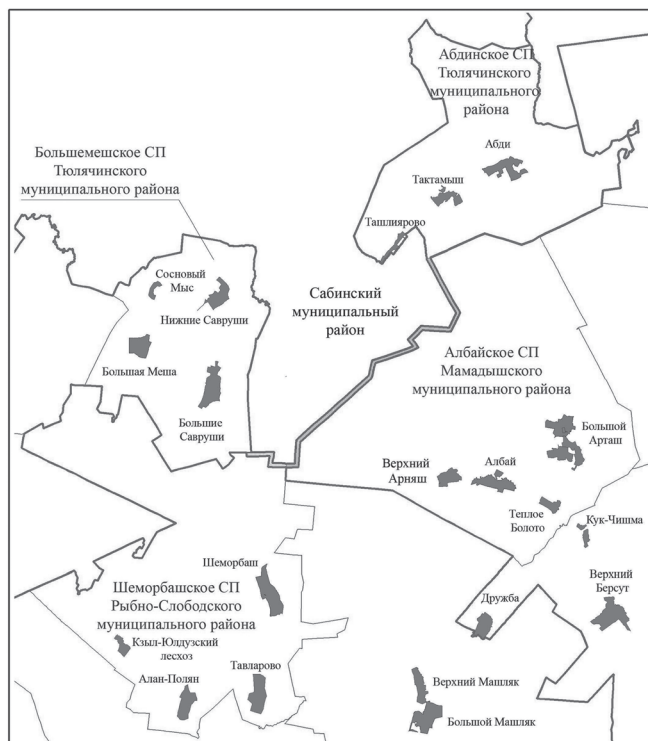 Абдинское СП
Тюлячинского
муниципального
района
Абди
Тактамыш
Ташлиярово
Большемешское СП
Тюлячинского
муниципального района
Сосновый
Мыс
Нижние Савруши
Большая Меша
Большие
Савруши
Сабинский
муниципальный
район
Албайское СП
Мамадышского
муниципального района
Большой
Арташ
Верхний
Арняш
Албай
Теплое
Болото
Кук-Чишма
Верхний
Берсут
Дружба
Шеморбаш
Шеморбашское СП
Рыбно-Слободского
муниципального района
Кзыл-Юлдузский
лесхоз
Алан-Полян
Тавларово
Верхний Машляк
Большой Машляк